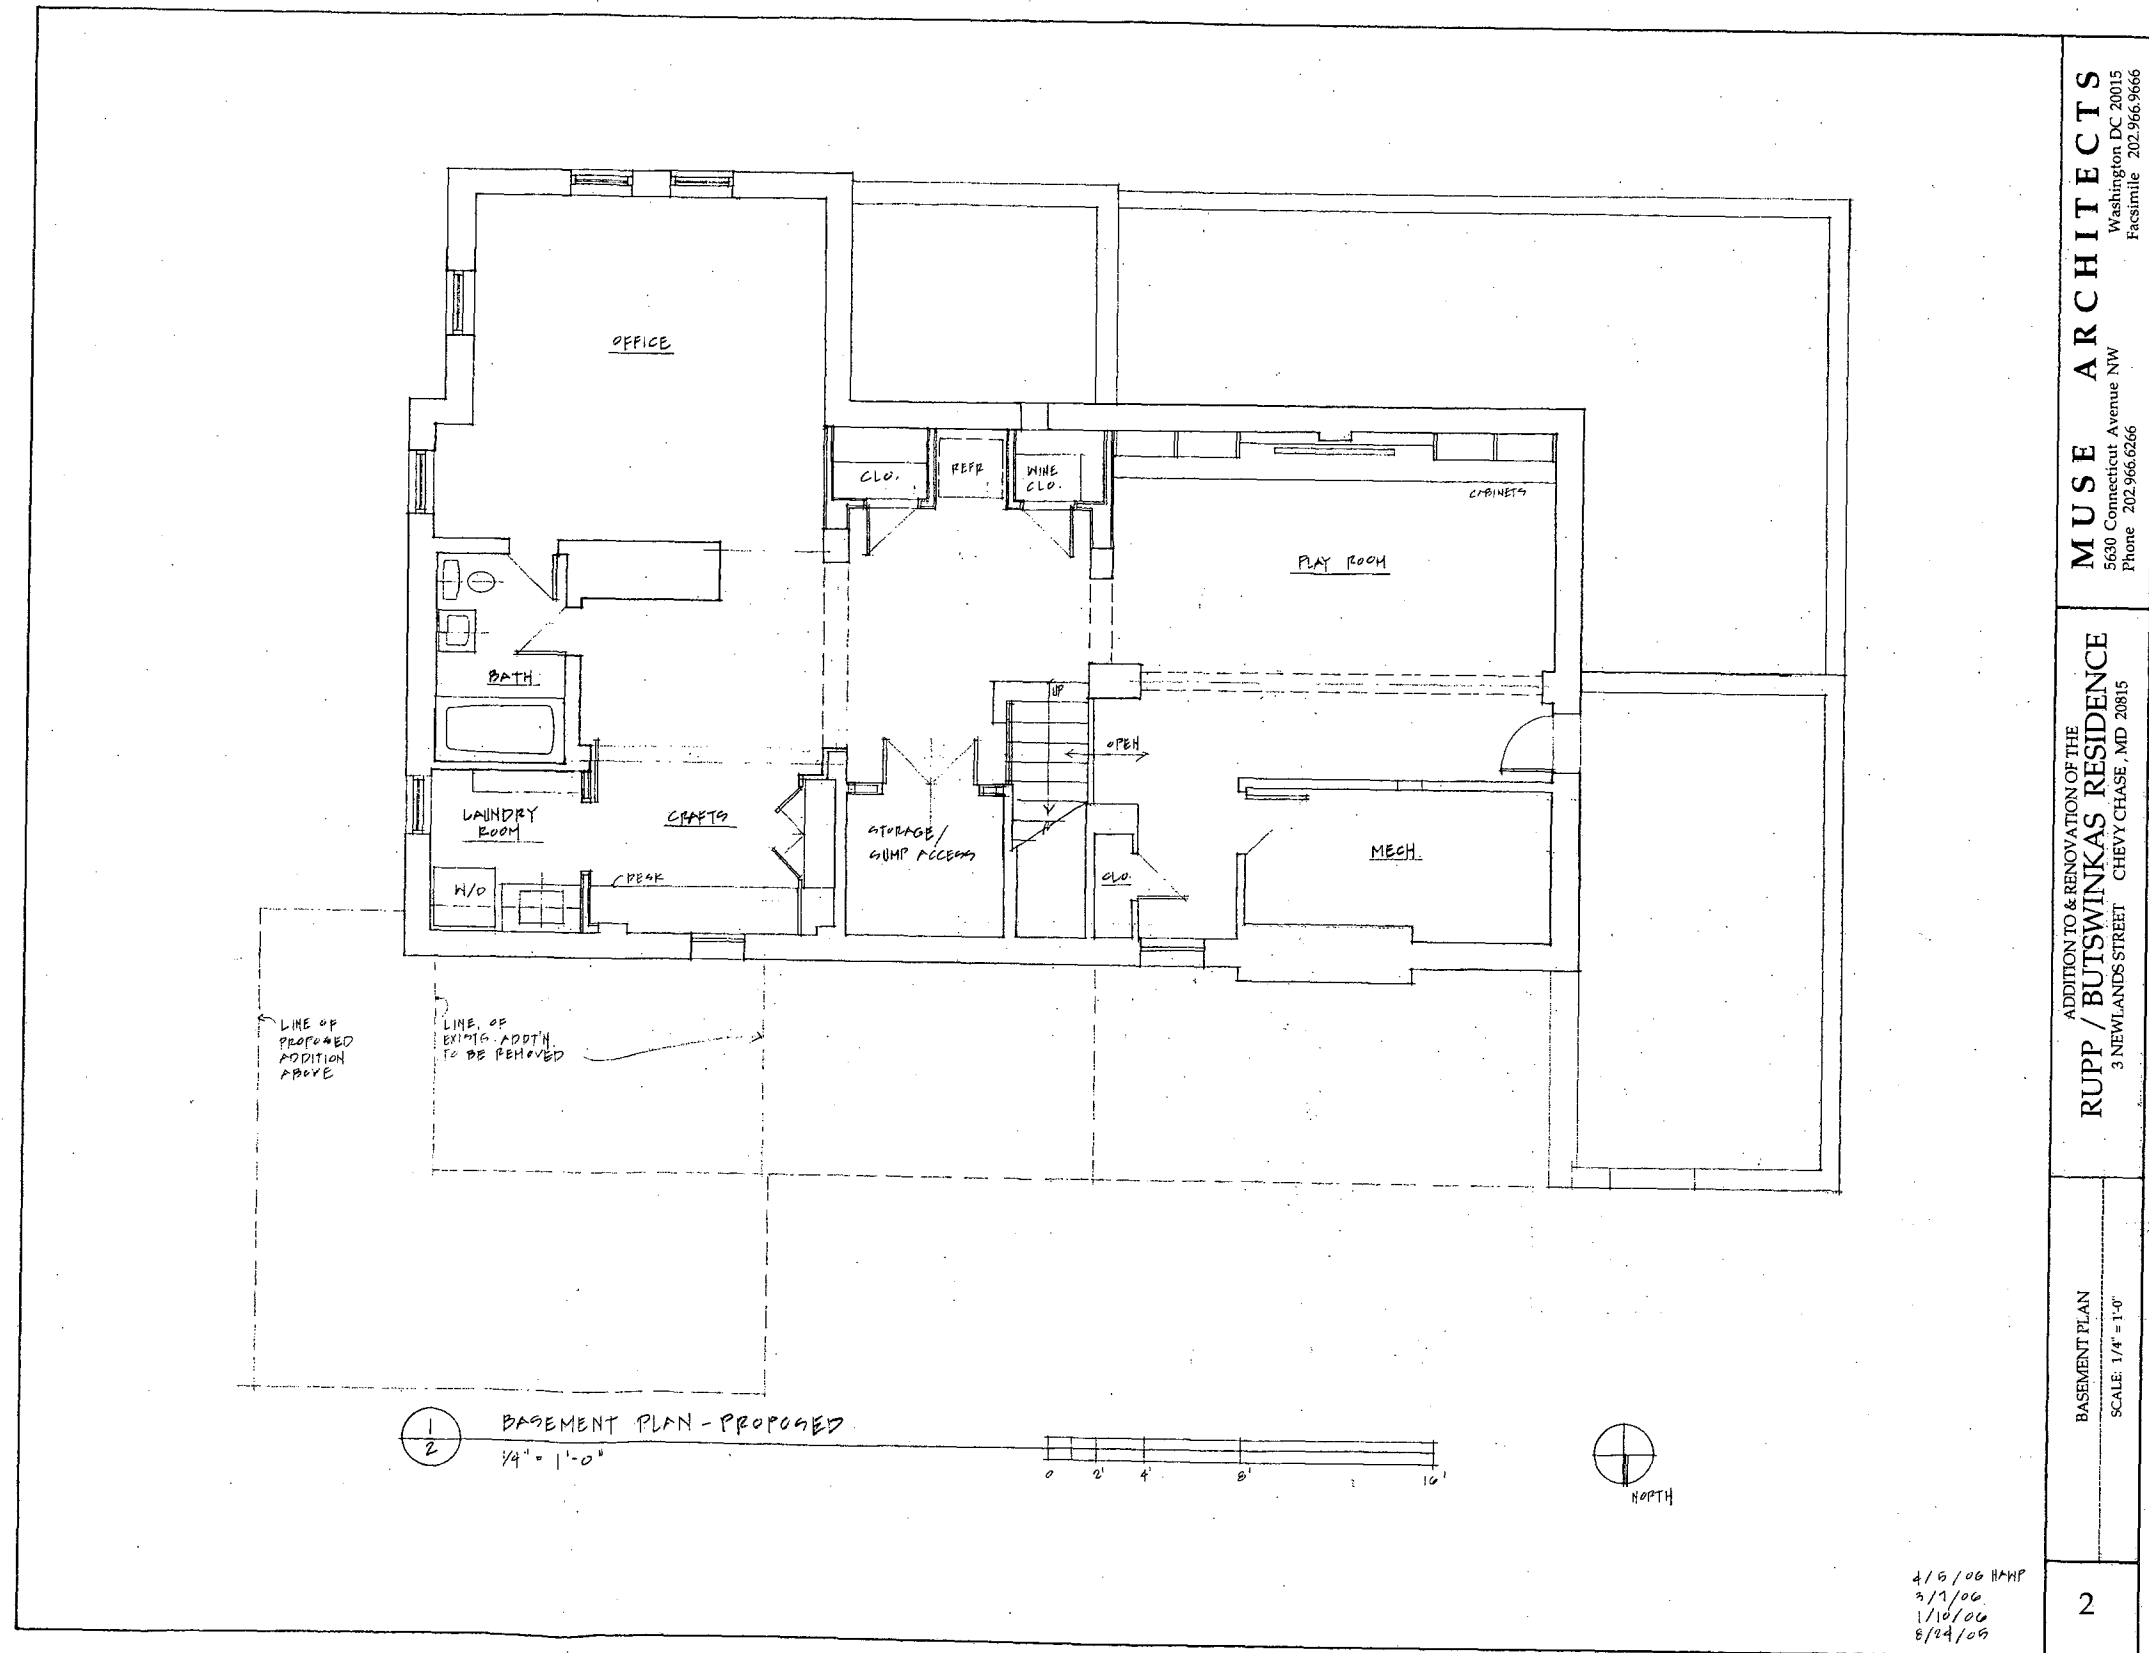 OFFICE
CLO.
REFR
WINE
CLO.
CABINETS
PLAY ROOM
BATH
UP
OPEN
LAUNDRY
ROOM
CRAFTS
STORAGE/
SUMP ACCESS
MECH.
CLO.
W/D
DESK
LINE OF
PROPOSED
ADDITION
ABOVE
LINE OF
EXIST'G ADDT'N.
TO BE REMOVED
1
2
BASEMENT PLAN - PROPOSED
1/4" = 1'-0"
0 2' 4' 8' 16'
NORTH
4/5/06 HAWP
3/7/06
1/10/06
8/24/05
MUSE ARCHITECTS
5630 Connecticut Avenue NW Washington DC 20015
Phone 202.966.6266 Facsimile 202.966.9666
ADDITION TO & RENOVATION OF THE
RUPP / BUTSWINKAS RESIDENCE
3 NEWLANDS STREET CHEVY CHASE, MD 20815
BASEMENT PLAN
SCALE: 1/4" = 1'-0"
2